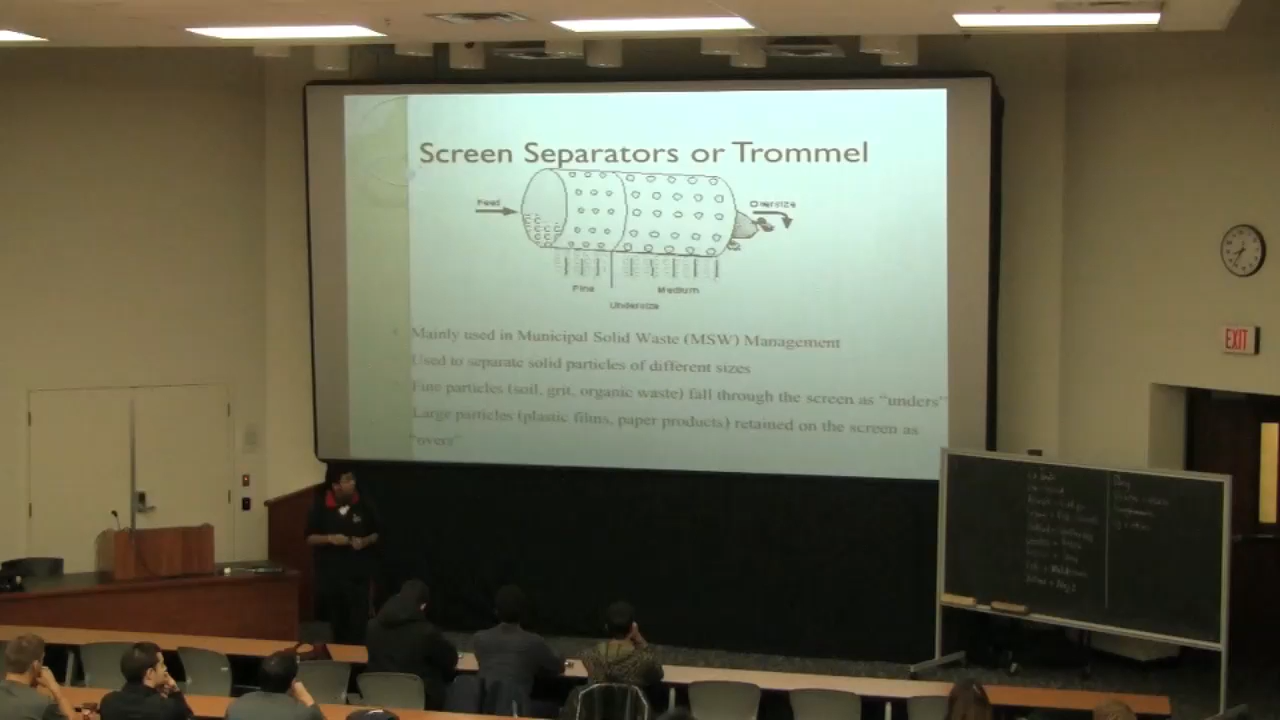 Screen Separators or Trommel
Feed
Oversize
Fine
Medium
Undersize
Mainly used in Municipal Solid Waste (MSW) Management
Used to separate solid particles of different sizes
Fine particles (soil, grit, organic waste) fall through the screen as “unders”
Large particles (plastic films, paper products) retained on the screen as
“overs”
EXIT